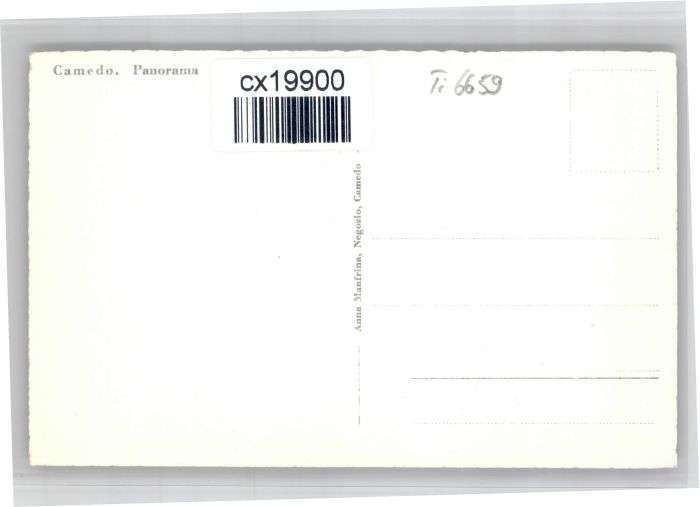 Camedo. Panorama
cx19900
Ti 6659
Anna Manfrina, Negozio, Camedo